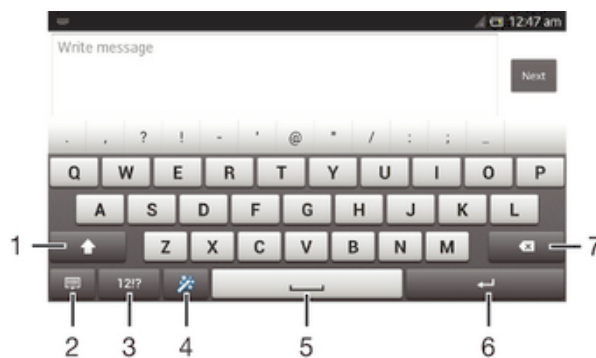 12:47 am
Write message
Next
. , ? ! - ' @ " / : ; _
Q W E R T Y U I O P
A S D F G H J K L
1 Z X C V B N M 7
12!?
2 3 4 5 6